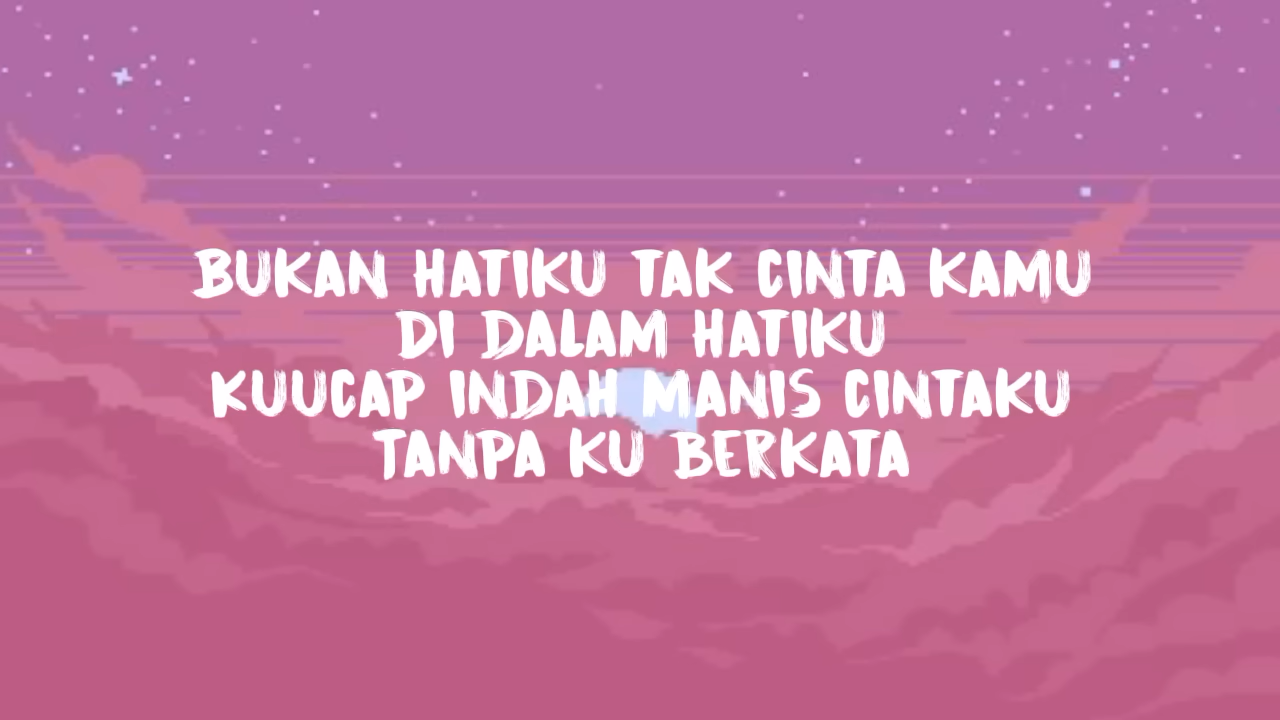 BUKAN HATIKU TAK CINTA KAMU
DI DALAM HATIKU
KUUCAP INDAH MANIS CINTAKU
TANPA KU BERKATA